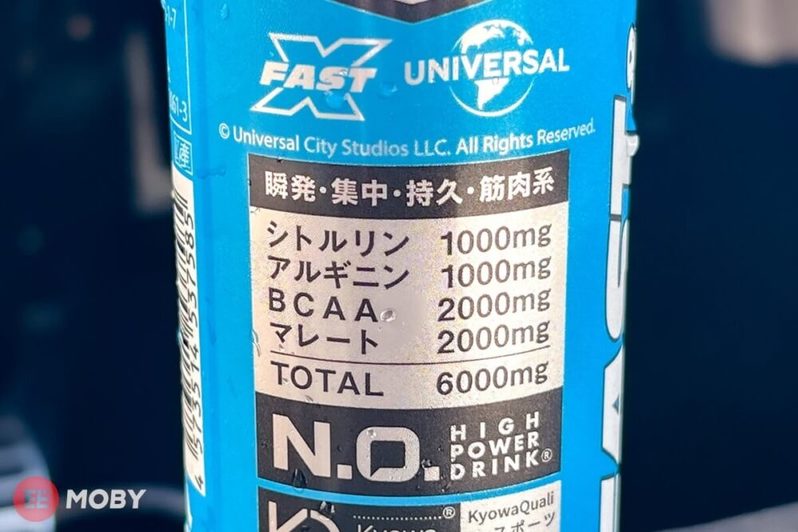 FAST X
UNIVERSAL
© Universal City Studios LLC. All Rights Reserved.
瞬発・集中・持久・筋肉系
シトルリン 1000mg
アルギニン 1000mg
BCAA 2000mg
マレート 2000mg
TOTAL 6000mg
N.O. HIGH
POWER
DRINK®
KyowaQuali
スポーツ
MOBY